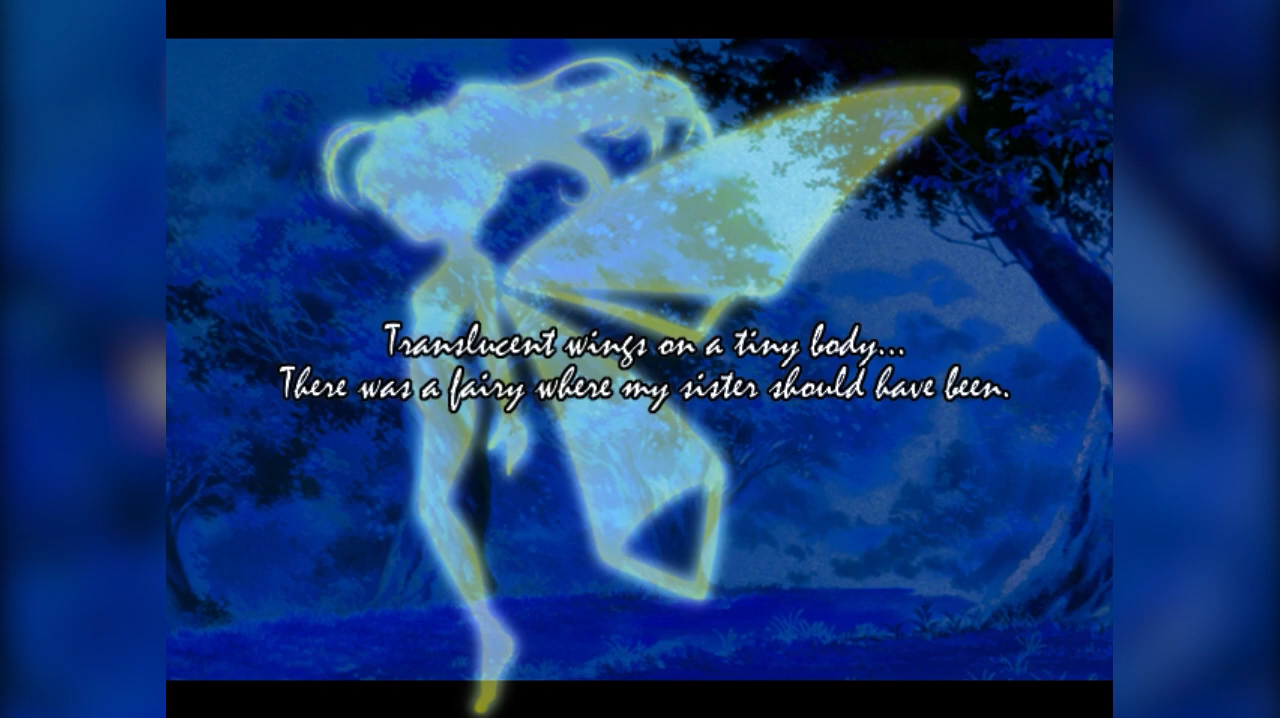 Translucent wings on a tiny body...
There was a fairy where my sister should have been.